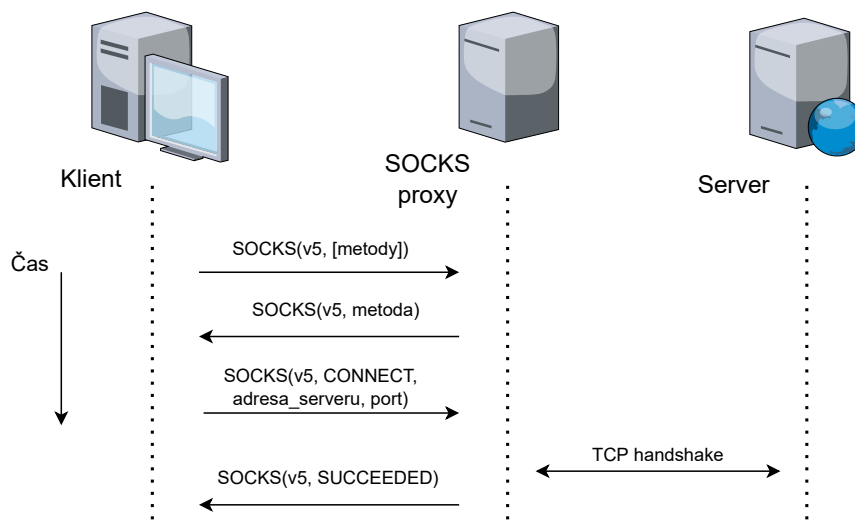 Klient
SOCKS
proxy
Server
Čas
SOCKS(v5, [metody])
SOCKS(v5, metoda)
SOCKS(v5, CONNECT,
adresa_serveru, port)
TCP handshake
SOCKS(v5, SUCCEEDED)